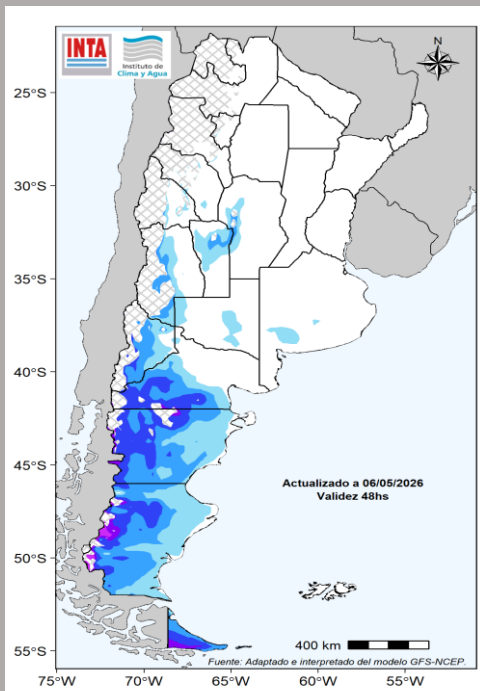 INTA
Instituto de
Clima y Agua
N
25°S
30°S
35°S
40°S
45°S
50°S
55°S
Actualizado a 06/05/2026
Validez 48hs
400 km
Fuente: Adaptado e interpretado del modelo GFS-NCEP.
75°W
70°W
65°W
60°W
55°W